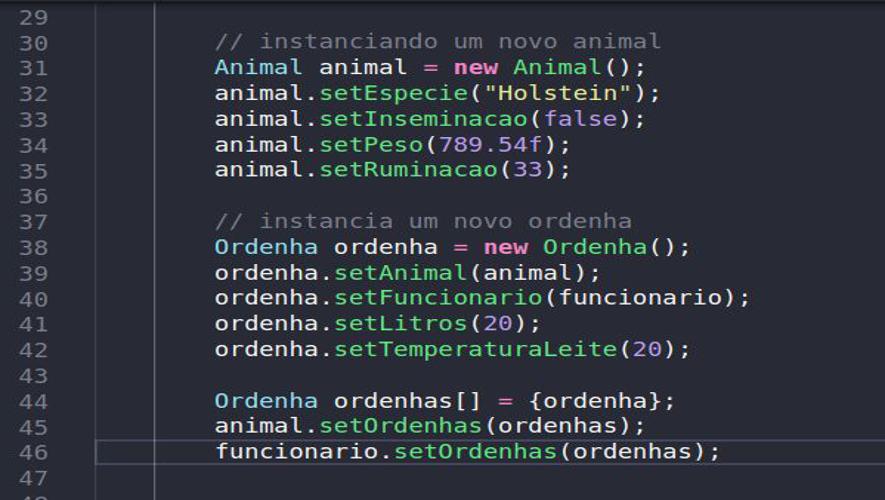 29
30 // instanciando um novo animal
31 Animal animal = new Animal();
32 animal.setEspecie("Holstein");
33 animal.setInseminacao(false);
34 animal.setPeso(789.54f);
35 animal.setRuminacao(33);
36
37 // instancia um novo ordenha
38 Ordenha ordenha = new Ordenha();
39 ordenha.setAnimal(animal);
40 ordenha.setFuncionario(funcionario);
41 ordenha.setLitros(20);
42 ordenha.setTemperaturaLeite(20);
43
44 Ordenha ordenhas[] = {ordenha};
45 animal.setOrdenhas(ordenhas);
46 funcionario.setOrdenhas(ordenhas);
47